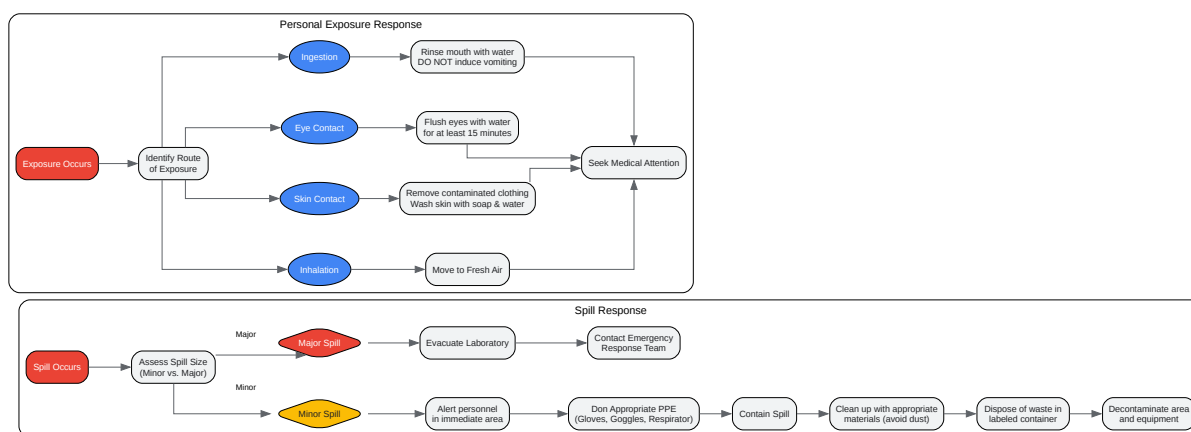 Personal Exposure Response
Ingestion
Rinse mouth with water
DO NOT induce vomiting
Eye Contact
Flush eyes with water
for at least 15 minutes
Exposure Occurs
Identify Route
of Exposure
Seek Medical Attention
Skin Contact
Remove contaminated clothing
Wash skin with soap & water
Inhalation
Move to Fresh Air
Spill Response
Major
Major Spill
Evacuate Laboratory
Contact Emergency
Response Team
Spill Occurs
Assess Spill Size
(Minor vs. Major)
Minor
Minor Spill
Alert personnel
in immediate area
Don Appropriate PPE
(Gloves, Goggles, Respirator)
Contain Spill
Clean up with appropriate
materials (avoid dust)
Dispose of waste in
labeled container
Decontaminate area
and equipment